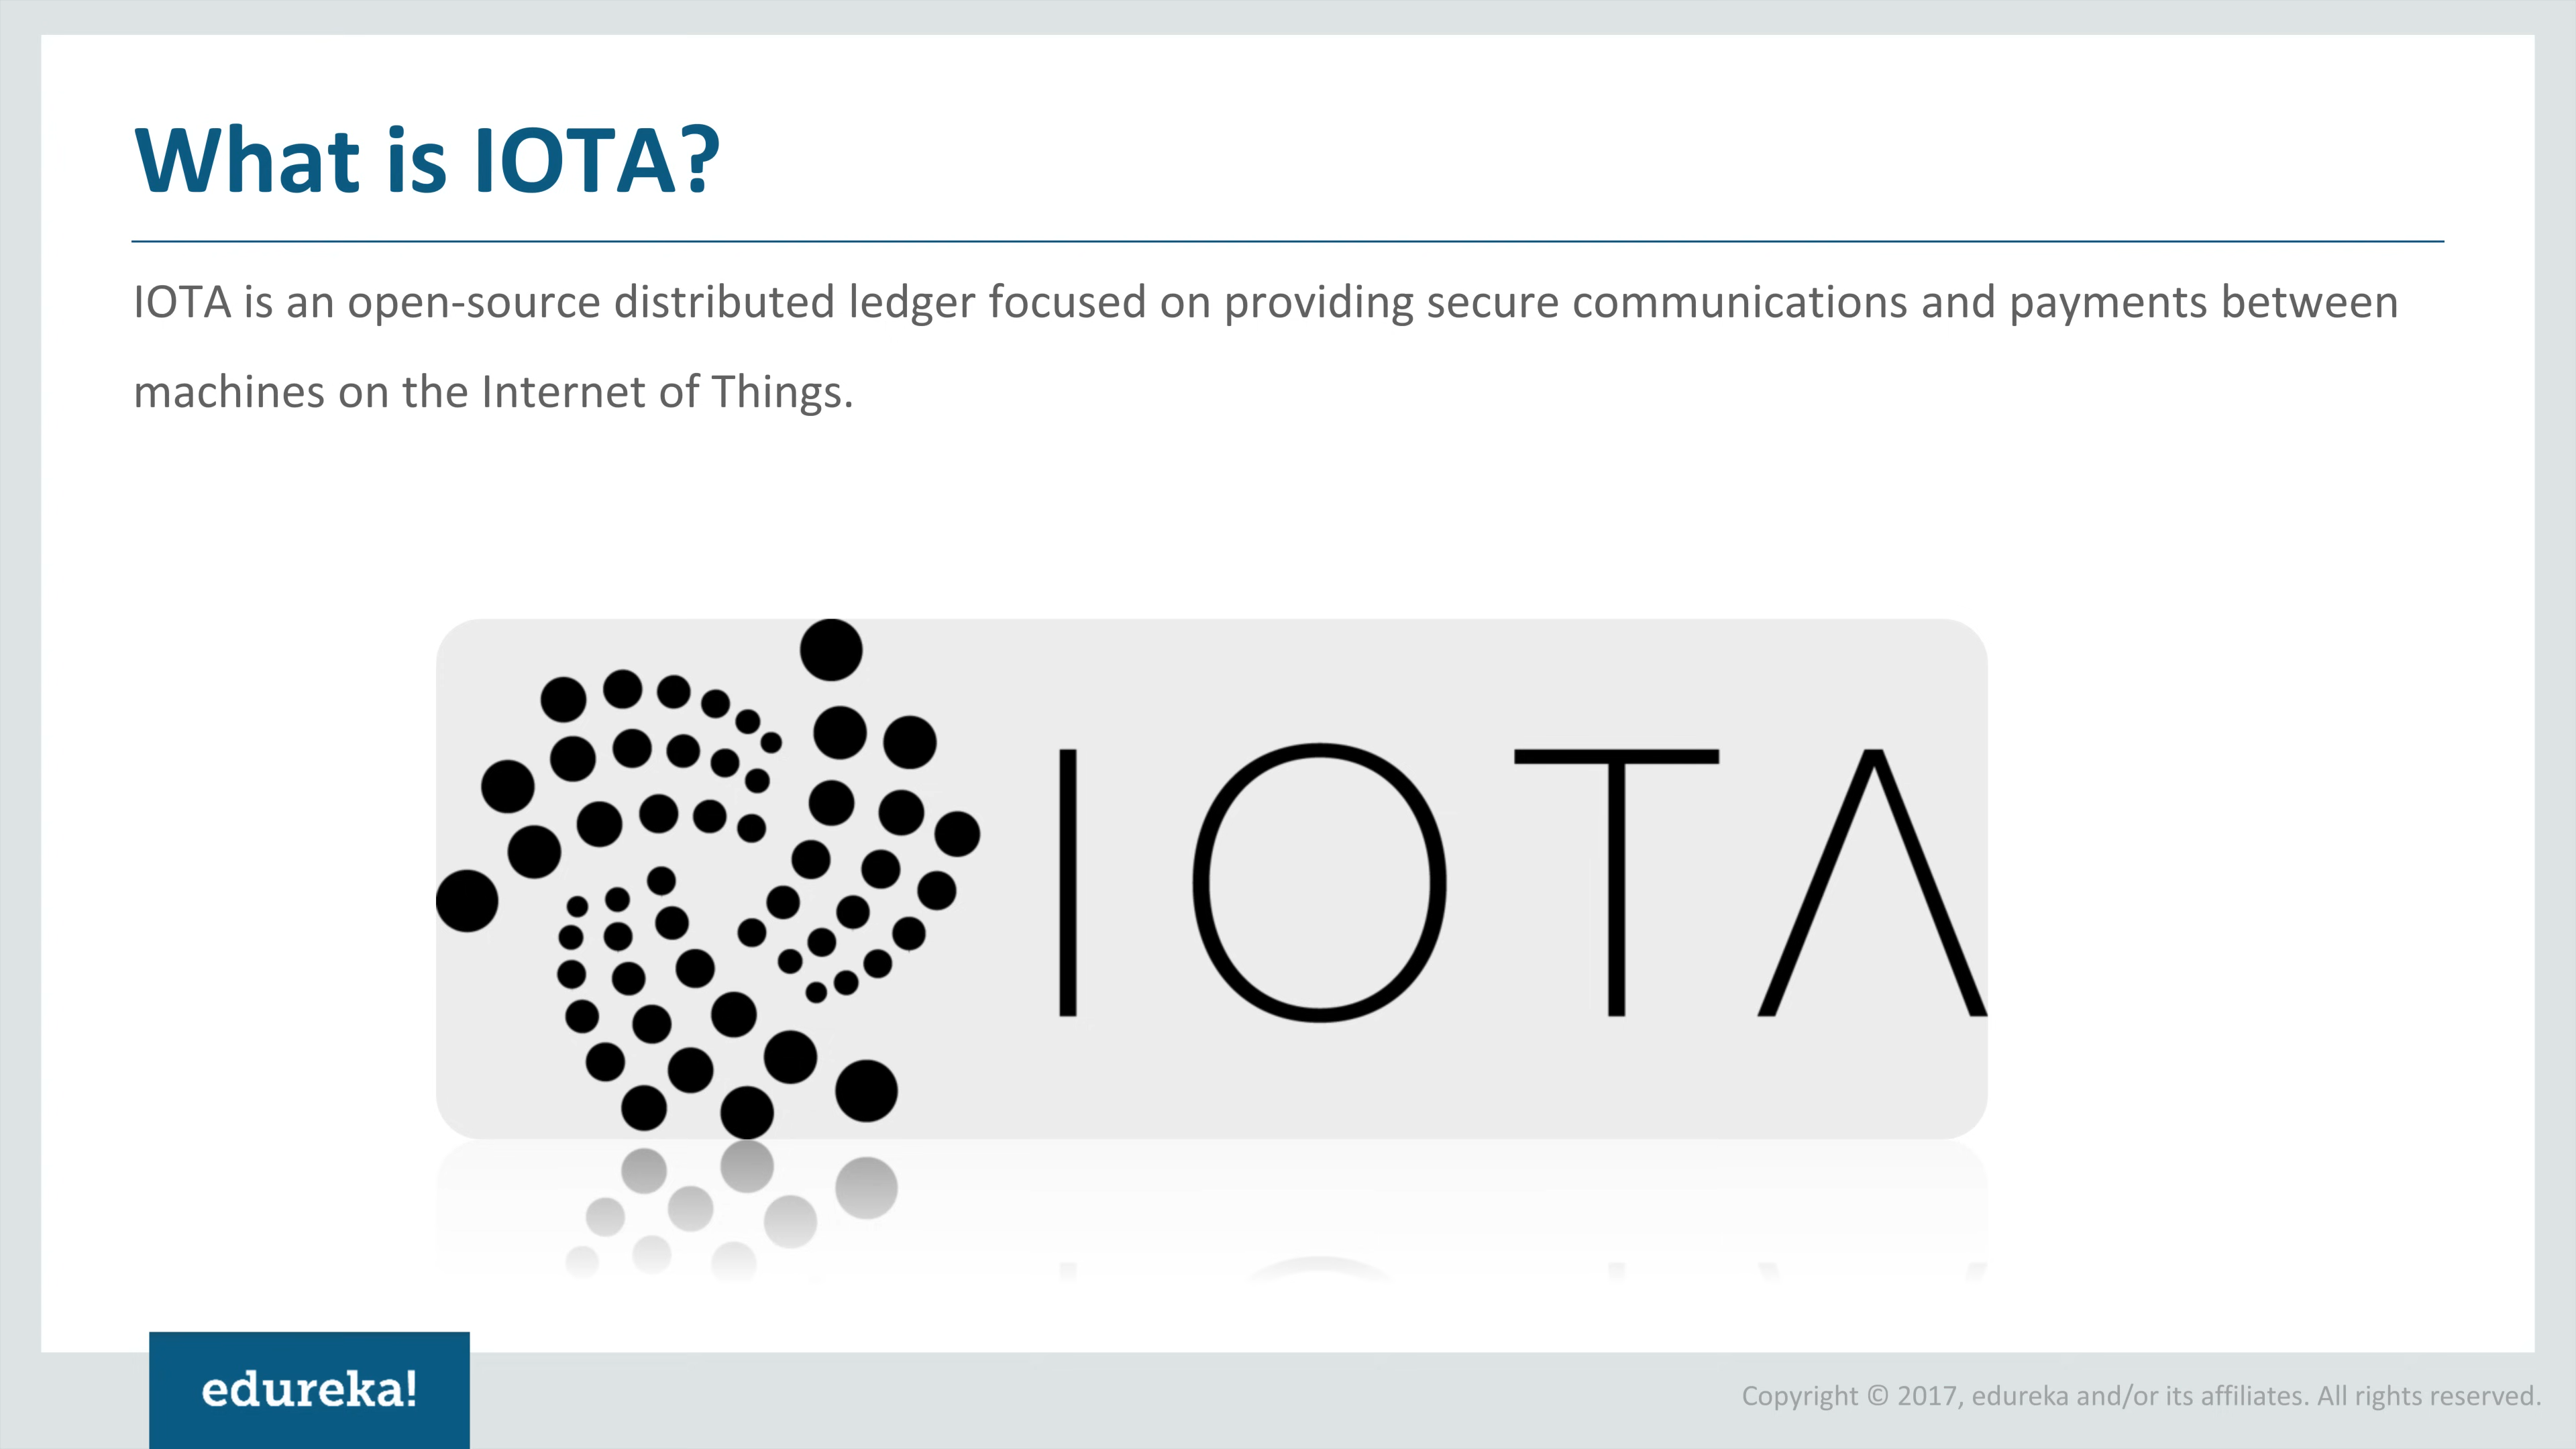 What is IOTA?
IOTA is an open-source distributed ledger focused on providing secure communications and payments between
machines on the Internet of Things.
IOTA
edureka!
Copyright © 2017, edureka and/or its affiliates. All rights reserved.